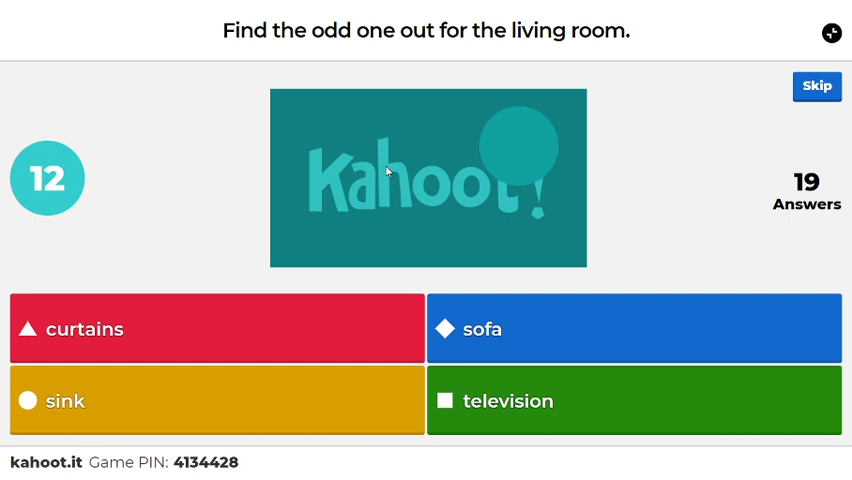 Find the odd one out for the living room.
Skip
Kahoot!
12
19
Answers
curtains
sofa
sink
television
kahoot.it Game PIN: 4134428